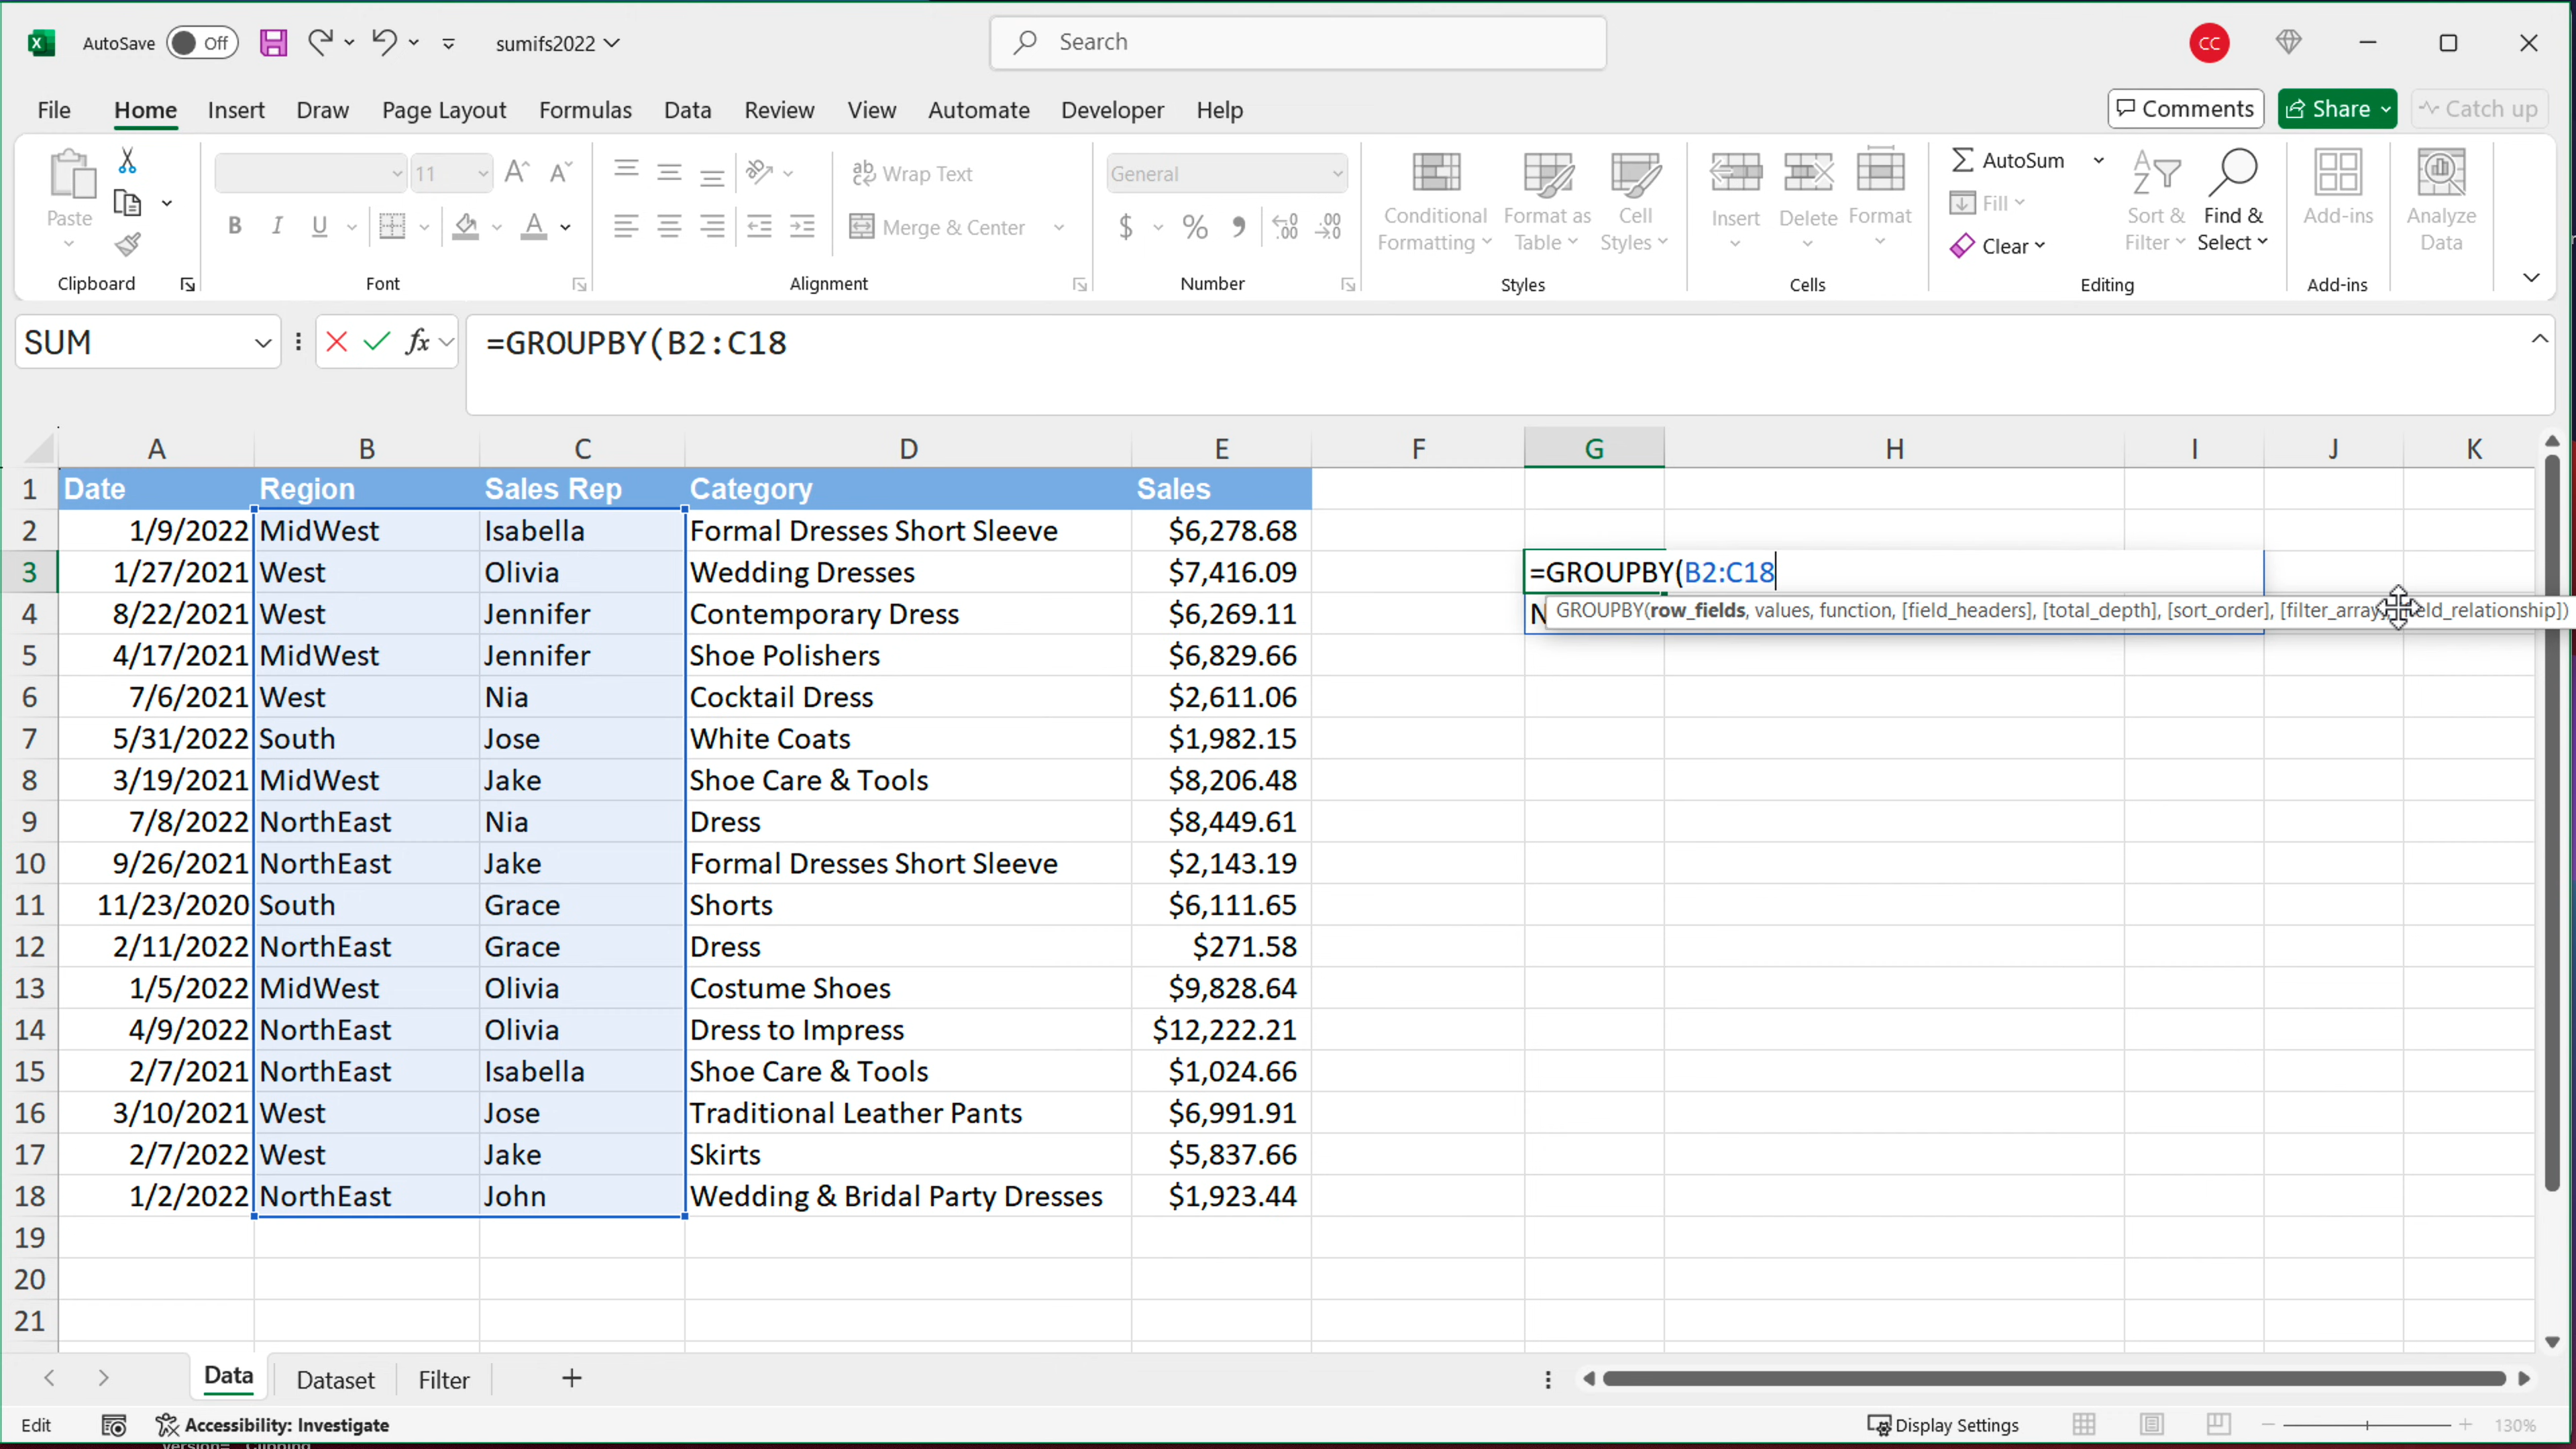 AutoSave Off sumifs2022 Search CC
File Home Insert Draw Page Layout Formulas Data Review View Automate Developer Help Comments Share Catch up
Paste 11 Wrap Text General Conditional Formatting Format as Table Cell Styles Insert Delete Format AutoSum Fill Clear Sort & Filter Find & Select Add-ins Analyze Data
B I U Merge & Center $ %
Clipboard Font Alignment Number Styles Cells Editing Add-ins
SUM fx =GROUPBY(B2:C18
A B C D E F G H I J K
1 Date Region Sales Rep Category Sales
2 1/9/2022 MidWest Isabella Formal Dresses Short Sleeve $6,278.68
3 1/27/2021 West Olivia Wedding Dresses $7,416.09 =GROUPBY(B2:C18
4 8/22/2021 West Jennifer Contemporary Dress $6,269.11 N GROUPBY(row_fields, values, function, [field_headers], [total_depth], [sort_order], [filter_array eld_relationship])
5 4/17/2021 MidWest Jennifer Shoe Polishers $6,829.66
6 7/6/2021 West Nia Cocktail Dress $2,611.06
7 5/31/2022 South Jose White Coats $1,982.15
8 3/19/2021 MidWest Jake Shoe Care & Tools $8,206.48
9 7/8/2022 NorthEast Nia Dress $8,449.61
10 9/26/2021 NorthEast Jake Formal Dresses Short Sleeve $2,143.19
11 11/23/2020 South Grace Shorts $6,111.65
12 2/11/2022 NorthEast Grace Dress $271.58
13 1/5/2022 MidWest Olivia Costume Shoes $9,828.64
14 4/9/2022 NorthEast Olivia Dress to Impress $12,222.21
15 2/7/2021 NorthEast Isabella Shoe Care & Tools $1,024.66
16 3/10/2021 West Jose Traditional Leather Pants $6,991.91
17 2/7/2022 West Jake Skirts $5,837.66
18 1/2/2022 NorthEast John Wedding & Bridal Party Dresses $1,923.44
19
20
21
Data Dataset Filter
Edit Accessibility: Investigate Display Settings 130%